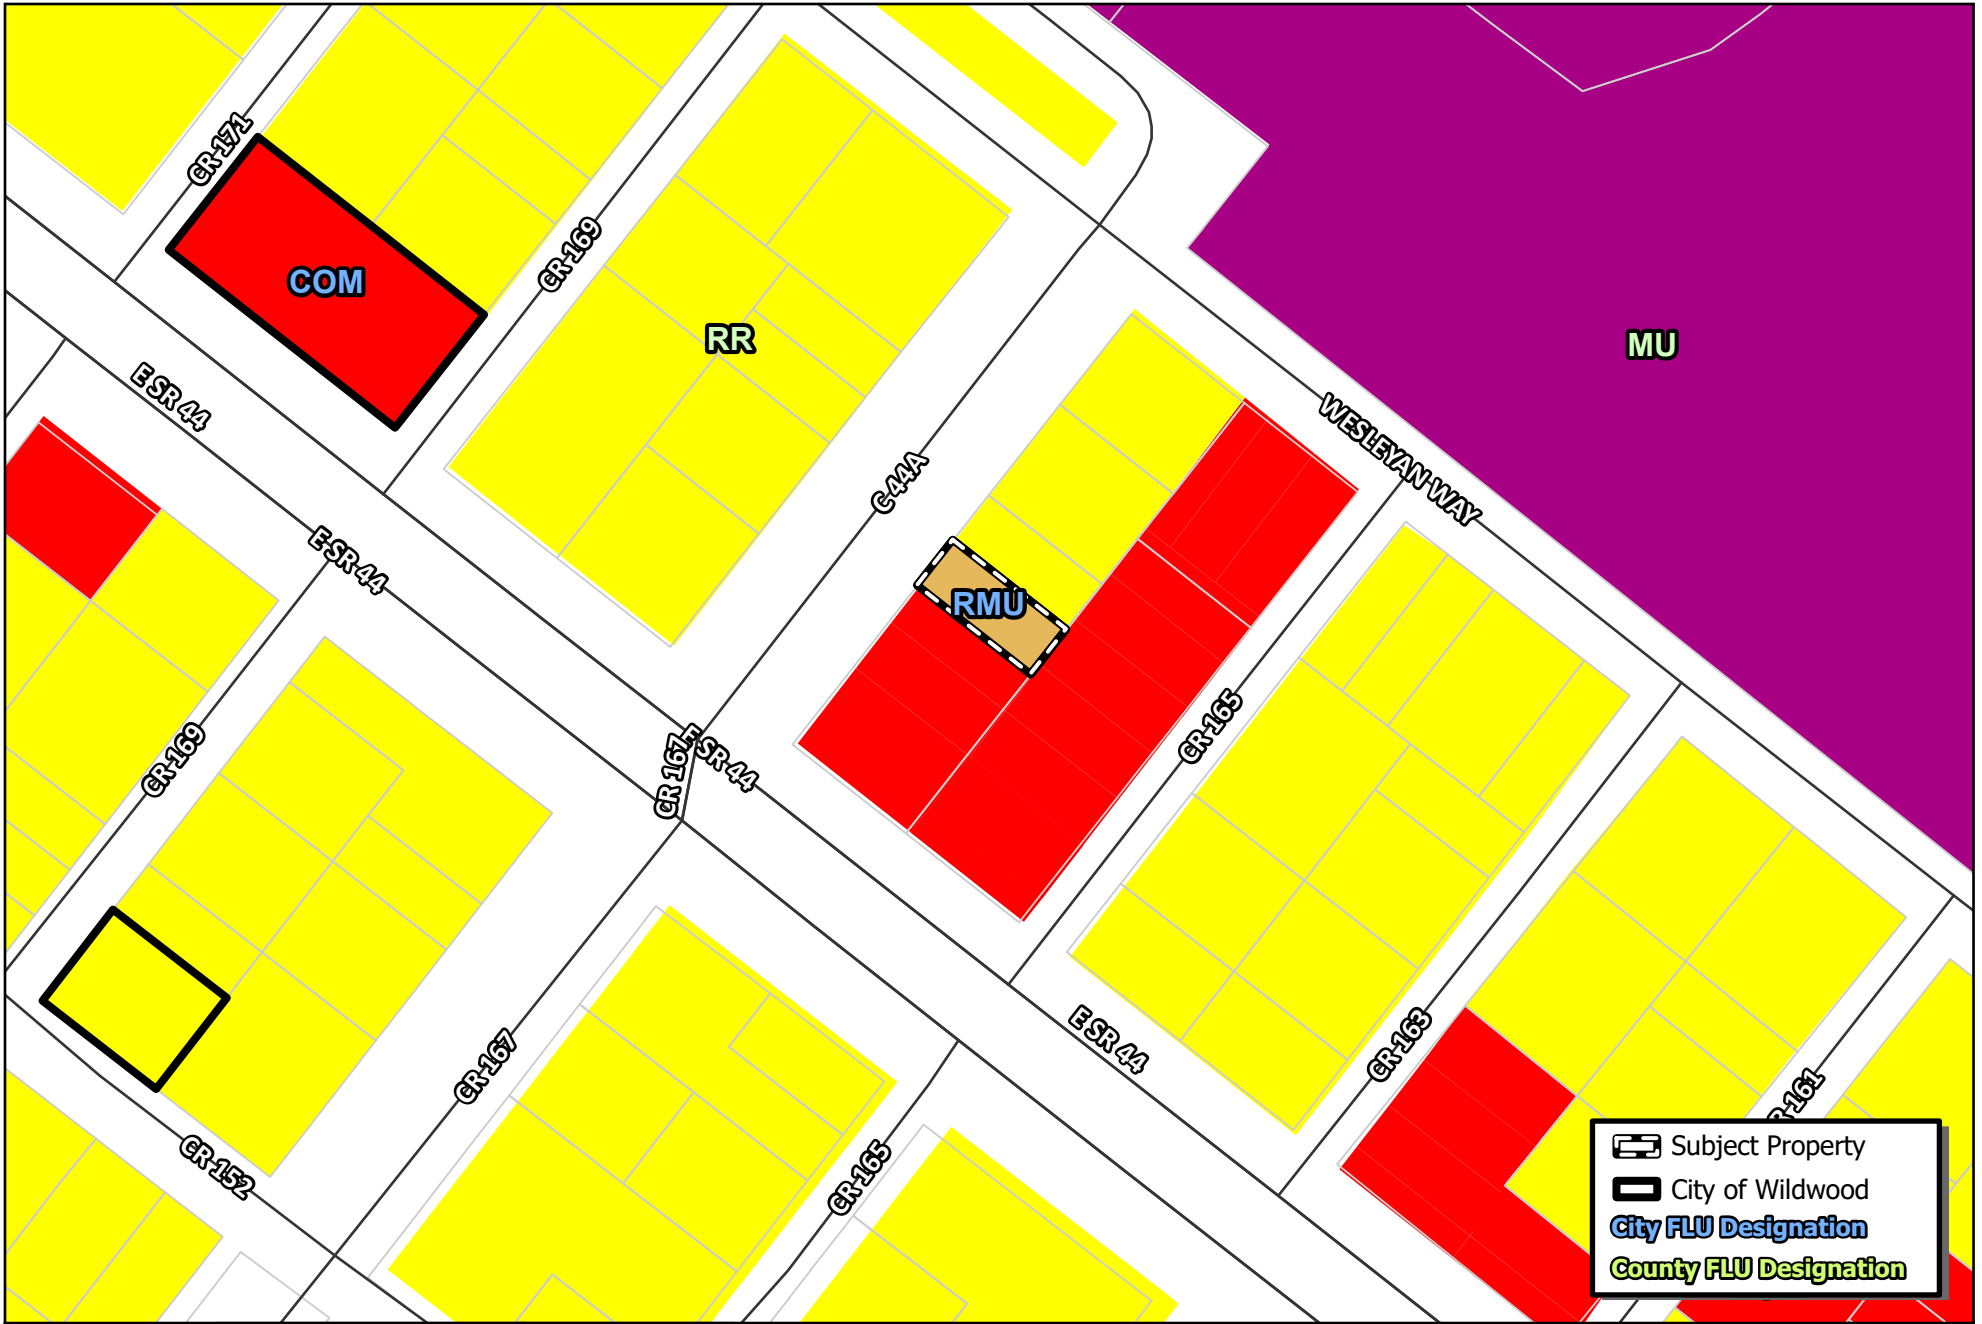 CR 171
COM
CR 169
RR
MU
E SR 44
WESLEYAN WAY
C 44A
E SR 44
RMU
CR 165
E SR 44
CR 167
CR 169
E SR 44
CR 163
CR 167
CR 152
CR 165
161
Subject Property
City of Wildwood
City FLU Designation
County FLU Designation